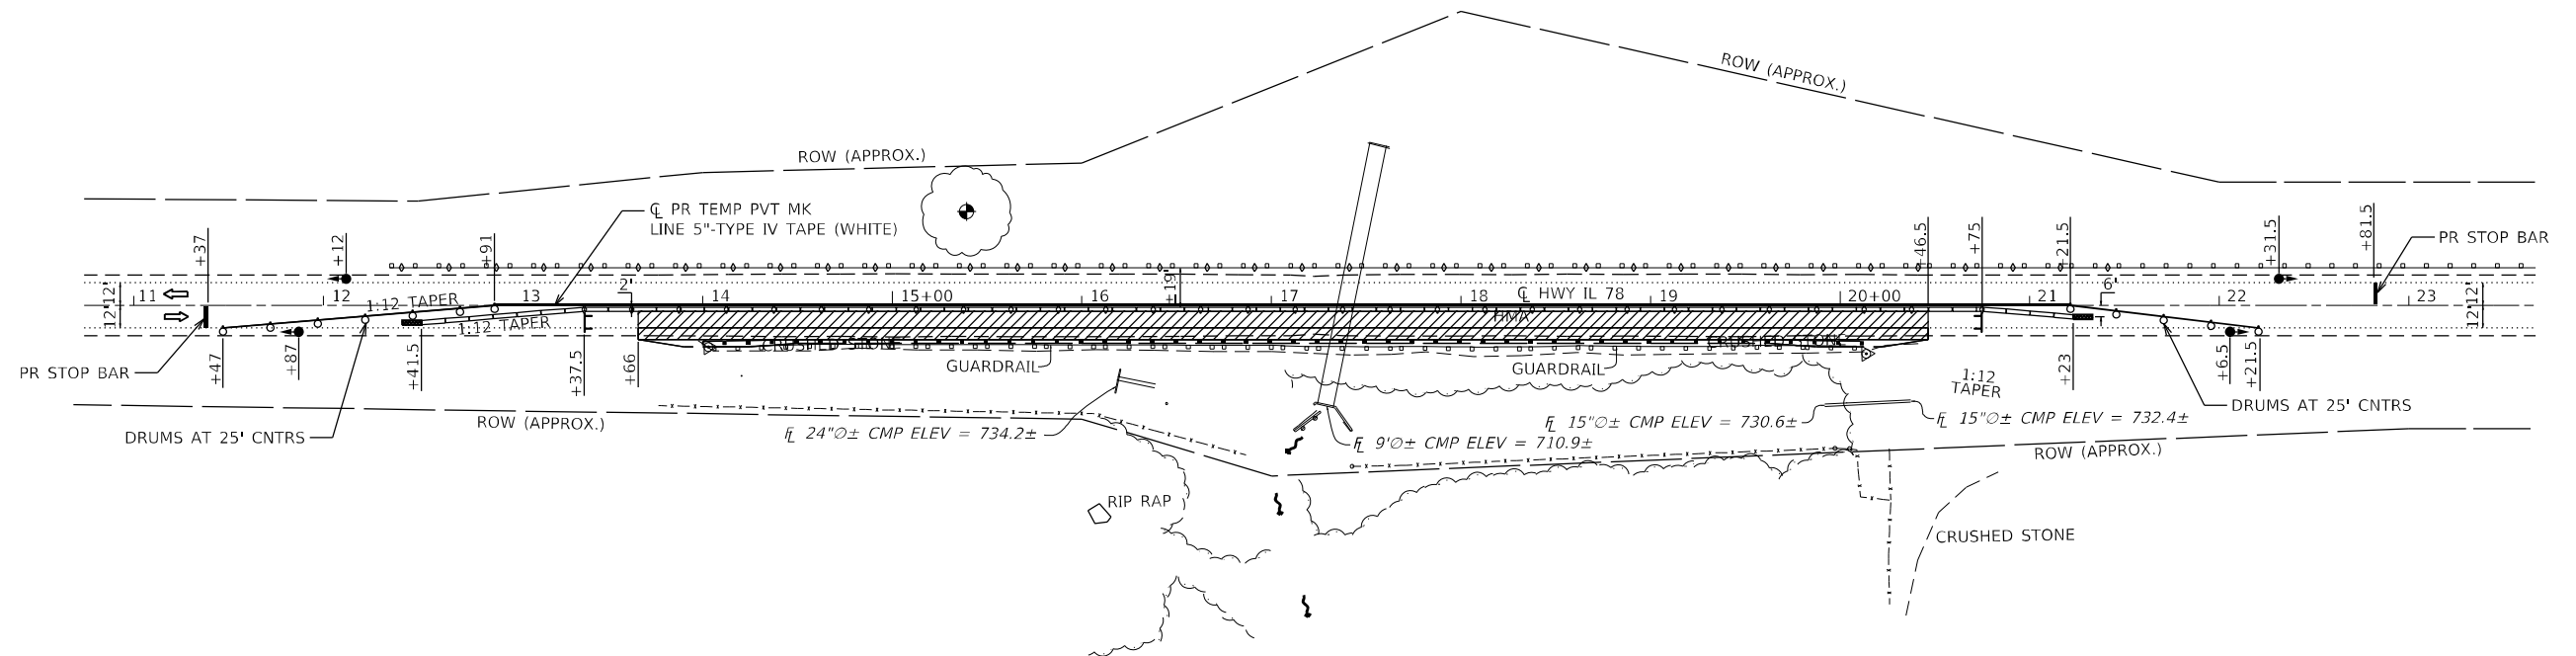 ROW (APPROX.)
ROW (APPROX.)
℄ PR TEMP PVT MK
LINE 5"-TYPE IV TAPE (WHITE)
+37
+12
+91
+46.5
+75
+21.5
+31.5
+81.5
PR STOP BAR
2'
+19'
6'
12'12'
11
12
13
14
15+00
16
17
18
℄ HWY IL 78
19
20+00
21
22
23
12'12'
1:12 TAPER
1:12 TAPER
HMA
CRUSHED STONE
CRUSHED STONE
PR STOP BAR
+47
+87
+41.5
+37.5
+66
GUARDRAIL
GUARDRAIL
+23
+6.5
+21.5
1:12
TAPER
DRUMS AT 25' CNTRS
DRUMS AT 25' CNTRS
ROW (APPROX.)
FL 24"∅± CMP ELEV = 734.2±
FL 9'∅± CMP ELEV = 710.9±
FL 15"∅± CMP ELEV = 730.6±
FL 15"∅± CMP ELEV = 732.4±
ROW (APPROX.)
RIP RAP
CRUSHED STONE